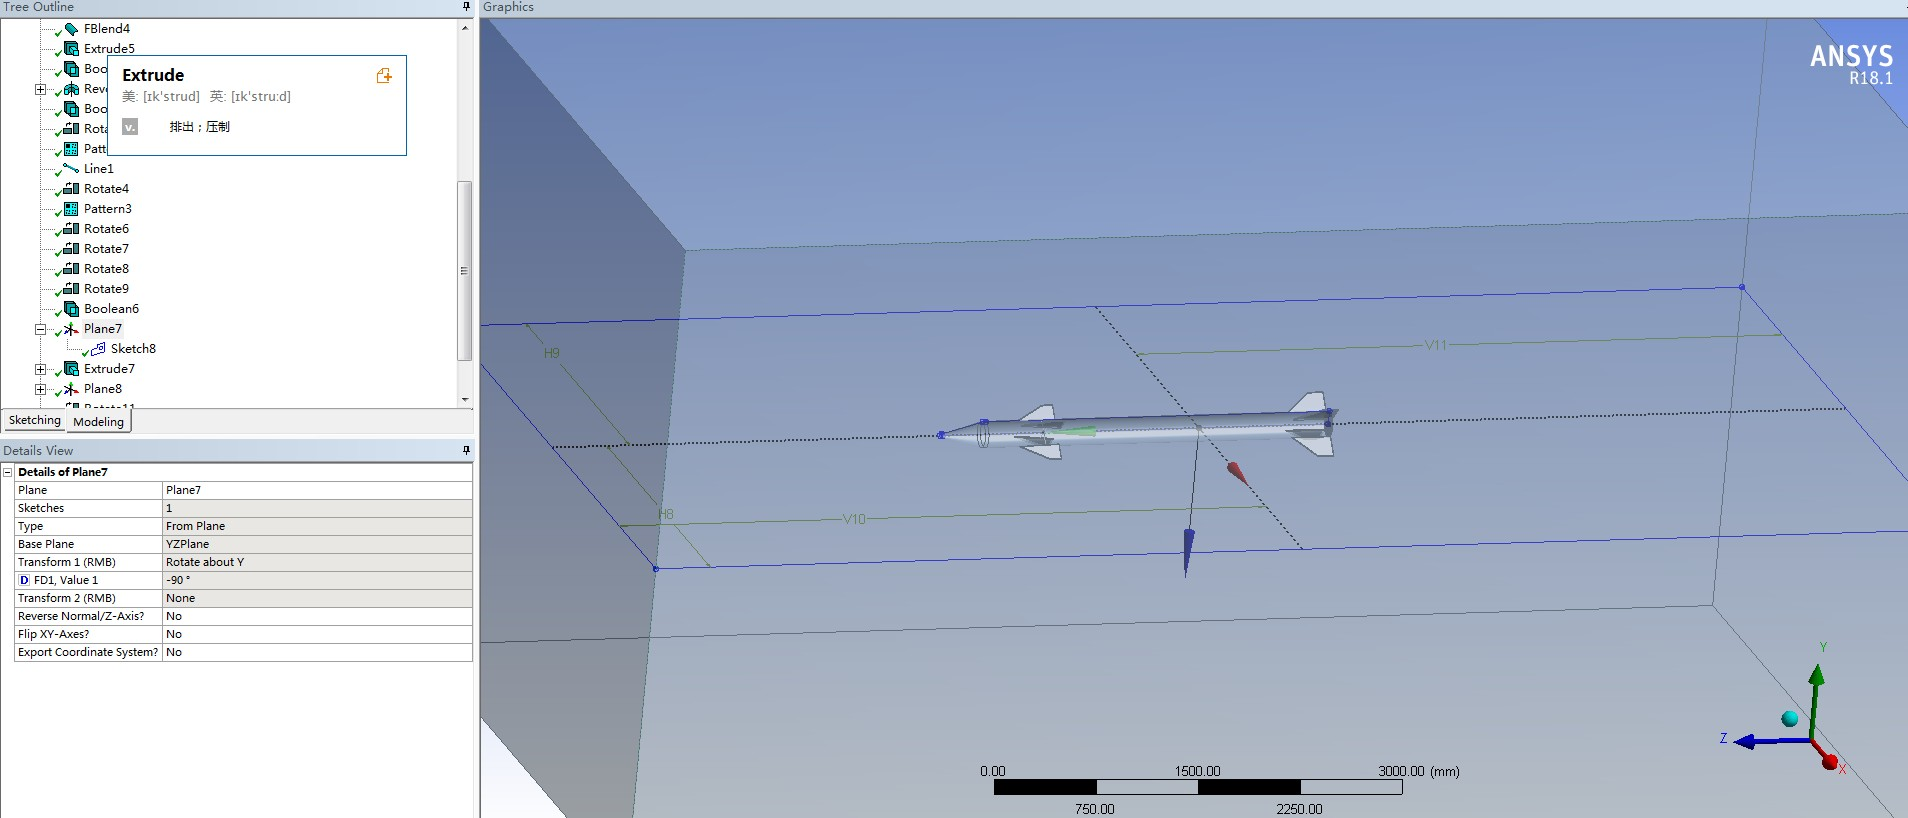 Tree Outline
FBlend4
Extrude5
Boo
Reve
Boo
Rota
Patt
Line1
Rotate4
Pattern3
Rotate6
Rotate7
Rotate8
Rotate9
Boolean6
Plane7
Sketch8
Extrude7
Plane8
Rotate11
Extrude
美: [ɪk'strud] 英: [ɪk'stru:d]
v. 排出；压制
Sketching Modeling
Details View
Details of Plane7
Plane Plane7
Sketches 1
Type From Plane
Base Plane YZPlane
Transform 1 (RMB) Rotate about Y
D FD1, Value 1 -90 °
Transform 2 (RMB) None
Reverse Normal/Z-Axis? No
Flip XY-Axes? No
Export Coordinate System? No
Graphics
ANSYS
R18.1
H9
V11
H8
V10
Y
Z
X
0.00 1500.00 3000.00 (mm)
750.00 2250.00